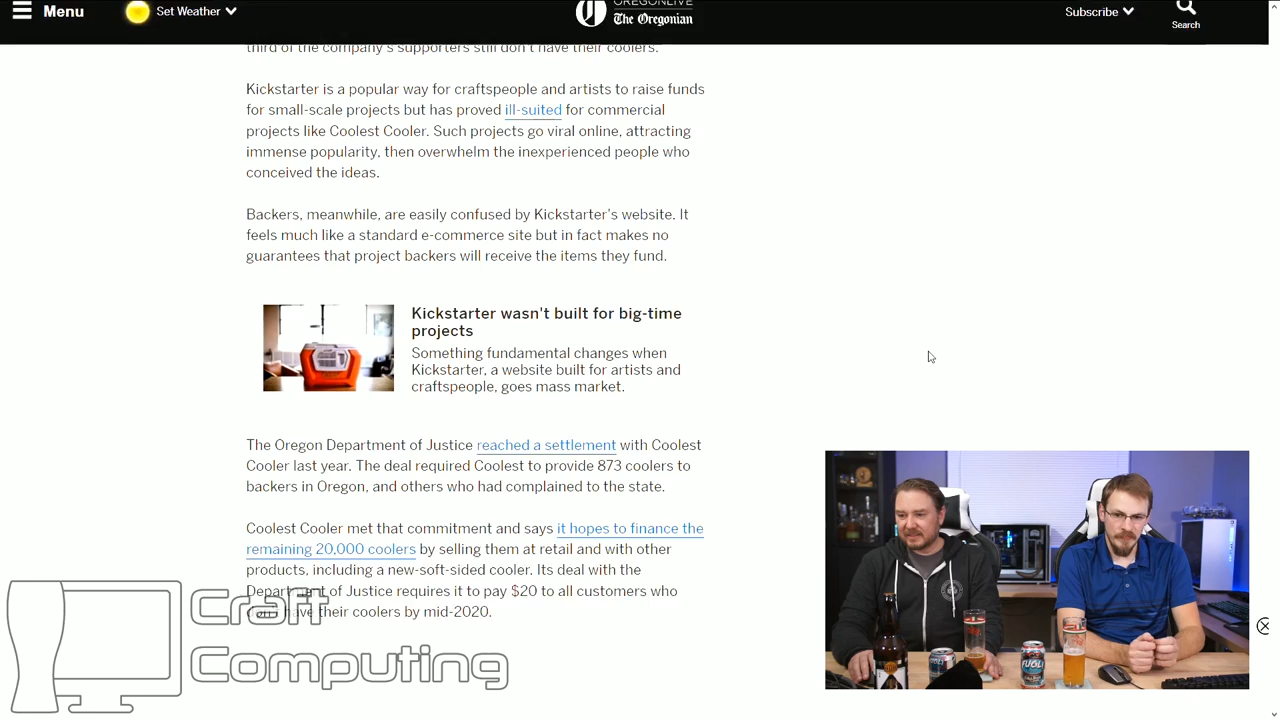 Menu
Set Weather
OREGONLIVE
The Oregonian
Subscribe
Search
third of the company's supporters still don't have their coolers.
Kickstarter is a popular way for craftspeople and artists to raise funds
for small-scale projects but has proved ill-suited for commercial
projects like Coolest Cooler. Such projects go viral online, attracting
immense popularity, then overwhelm the inexperienced people who
conceived the ideas.
Backers, meanwhile, are easily confused by Kickstarter's website. It
feels much like a standard e-commerce site but in fact makes no
guarantees that project backers will receive the items they fund.
Kickstarter wasn't built for big-time
projects
Something fundamental changes when
Kickstarter, a website built for artists and
craftspeople, goes mass market.
The Oregon Department of Justice reached a settlement with Coolest
Cooler last year. The deal required Coolest to provide 873 coolers to
backers in Oregon, and others who had complained to the state.
Coolest Cooler met that commitment and says it hopes to finance the
remaining 20,000 coolers by selling them at retail and with other
products, including a new-soft-sided cooler. Its deal with the
Department of Justice requires it to pay $20 to all customers who
have their coolers by mid-2020.
Craft
Computing